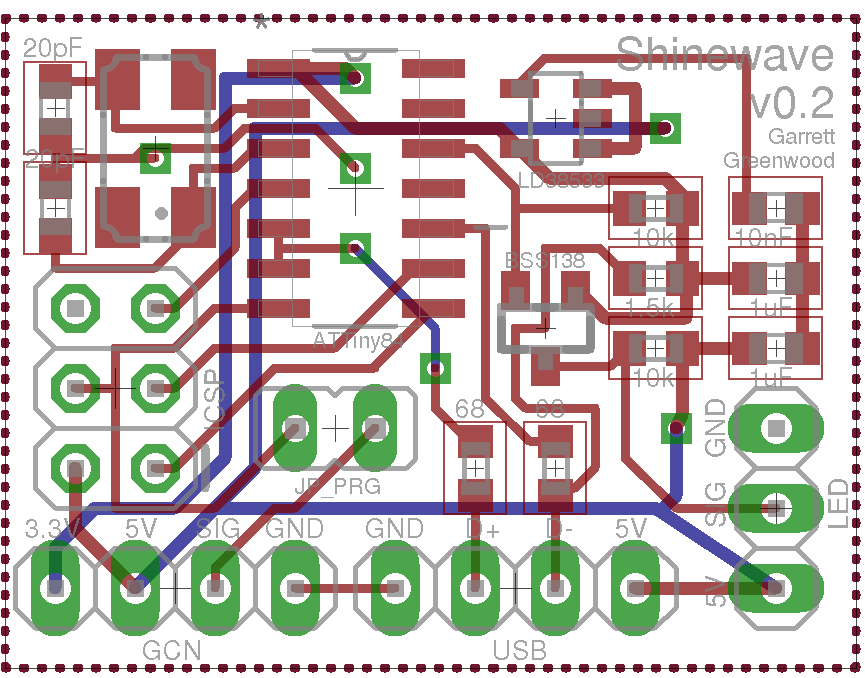 *
20pF
Shinewave
v0.2
Garrett
Greenwood
20pF
LD38533
10k
10nF
BSS138
1.5k
1uF
ATTiny84
10k
1uF
ICSP
68
68
GND
JP_PRG
SIG
LED
3.3V
5V
SIG
GND
GND
D+
D-
5V
5V
GCN
USB